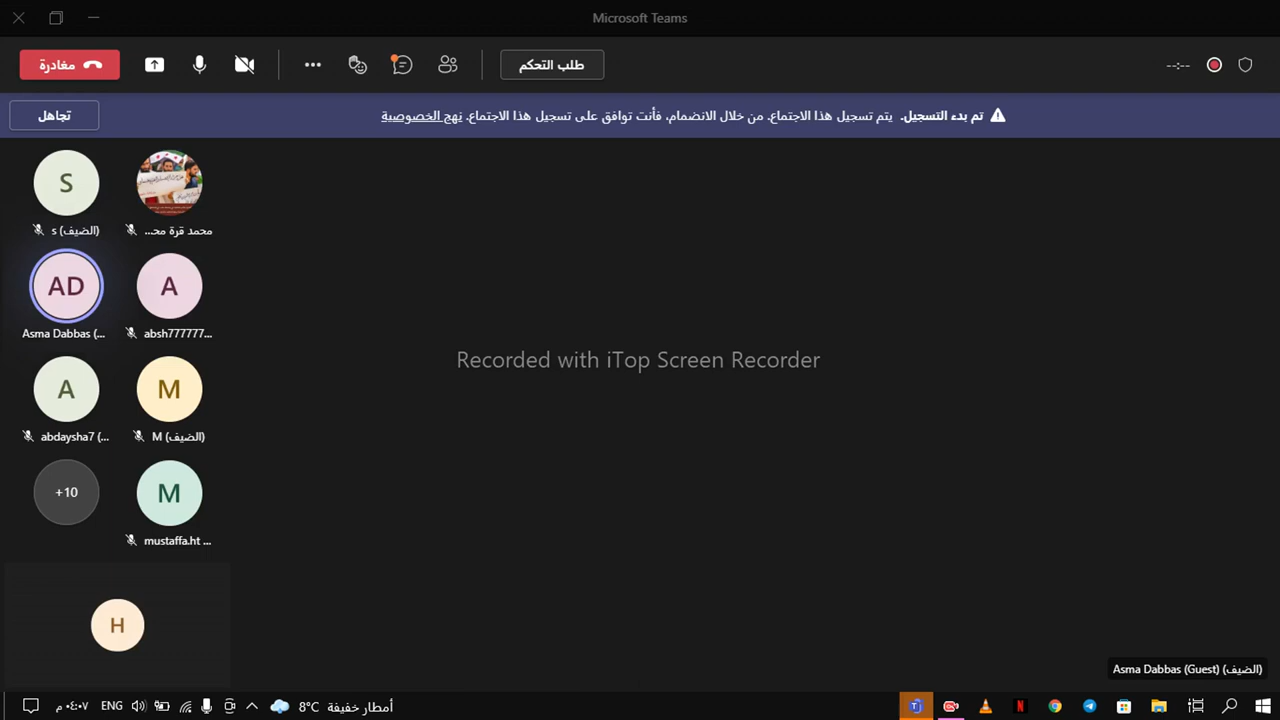 Microsoft Teams
مغادرة
طلب التحكم
--:--
تم بدء التسجيل. يتم تسجيل هذا الاجتماع. من خلال الانضمام، فأنت توافق على تسجيل هذا الاجتماع. نهج الخصوصية
تجاهل
S
s (الضيف)
محمد قرة محـ...
AD
A
Asma Dabbas (...
absh777777...
A
M
abdaysha7 (...
M (الضيف)
+10
M
mustaffa.ht ...
H
Recorded with iTop Screen Recorder
Asma Dabbas (Guest) (الضيف)
٠٤:٠٧ م
ENG
8°C أمطار خفيفة